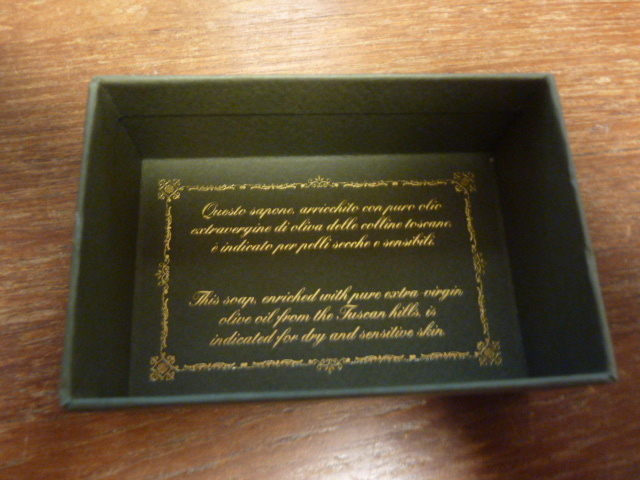 Questo sapone, arricchito con puro olio
extravergine di oliva delle colline toscane,
è indicato per pelli secche e sensibili.
This soap, enriched with pure extra virgin
olive oil from the Tuscan hills, is
indicated for dry and sensitive skin.